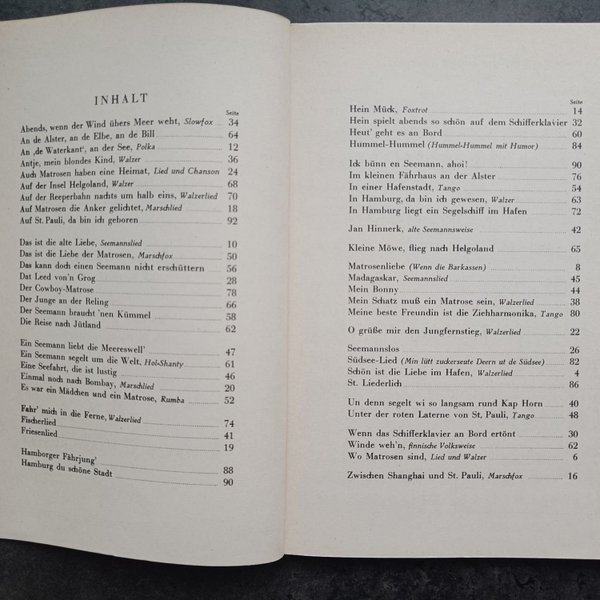 INHALT
Seite
Abends, wenn der Wind übers Meer weht, Slowfox 34
An de Alster, an de Elbe, an de Bill 64
An ‚de Waterkant‘, an der See, Polka 12
Antje, mein blondes Kind, Walzer 36
Auch Matrosen haben eine Heimat, Lied und Chanson 24
Auf der Insel Helgoland, Walzer 68
Auf der Reeperbahn nachts um halb eins, Walzerlied 70
Auf Matrosen die Anker gelichtet, Marschlied 18
Auf St. Pauli, da bin ich geboren 92
Das ist die alte Liebe, Seemannslied 10
Das ist die Liebe der Matrosen, Marschfox 50
Das kann doch einen Seemann nicht erschüttern 56
Dat Leed von'n Grog 28
Der Cowboy-Matrose 78
Der Junge an der Reling 66
Der Seemann braucht 'nen Kümmel 58
Die Reise nach Jütland 62
Ein Seemann liebt die Meereswell' 47
Ein Seemann segelt um die Welt, Hol-Shanty 61
Eine Seefahrt, die ist lustig 46
Einmal noch nach Bombay, Marschlied 20
Es war ein Mädchen und ein Matrose, Rumba 52
Fahr' mich in die Ferne, Walzerlied 74
Fischerlied 41
Friesenlied 19
Hamborger Fährjung' 88
Hamburg du schöne Stadt 90
Seite
Hein Mück, Foxtrot 14
Hein spielt abends so schön auf dem Schifferklavier 32
Heut' geht es an Bord 60
Hummel-Hummel (Hummel-Hummel mit Humor) 84
Ick bünn en Seemann, ahoi! 90
Im kleinen Fährhaus an der Alster 76
In einer Hafenstadt, Tango 54
In Hamburg, da bin ich gewesen, Walzer 63
In Hamburg liegt ein Segelschiff im Hafen 72
Jan Hinnerk, alte Seemannsweise 42
Kleine Möwe, flieg nach Helgoland 65
Matrosenliebe (Wenn die Barkassen) 8
Madagaskar, Seemannslied 45
Mein Bonny 44
Mein Schatz muß ein Matrose sein, Walzerlied 38
Meine beste Freundin ist die Ziehharmonika, Tango 80
O grüße mir den Jungfernstieg, Walzerlied 22
Seemannslos 26
Südsee-Lied (Min lütt zuckerseute Deern ut de Südsee) 82
Schön ist die Liebe im Hafen, Walzerlied 4
St. Liederlich 86
Un denn segelt wi so langsam rund Kap Horn 40
Unter der roten Laterne von St. Pauli, Tango 48
Wenn das Schifferklavier an Bord ertönt 30
Winde weh'n, finnische Volksweise 62
Wo Matrosen sind, Lied und Walzer 6
Zwischen Shanghai und St. Pauli, Marschfox 16